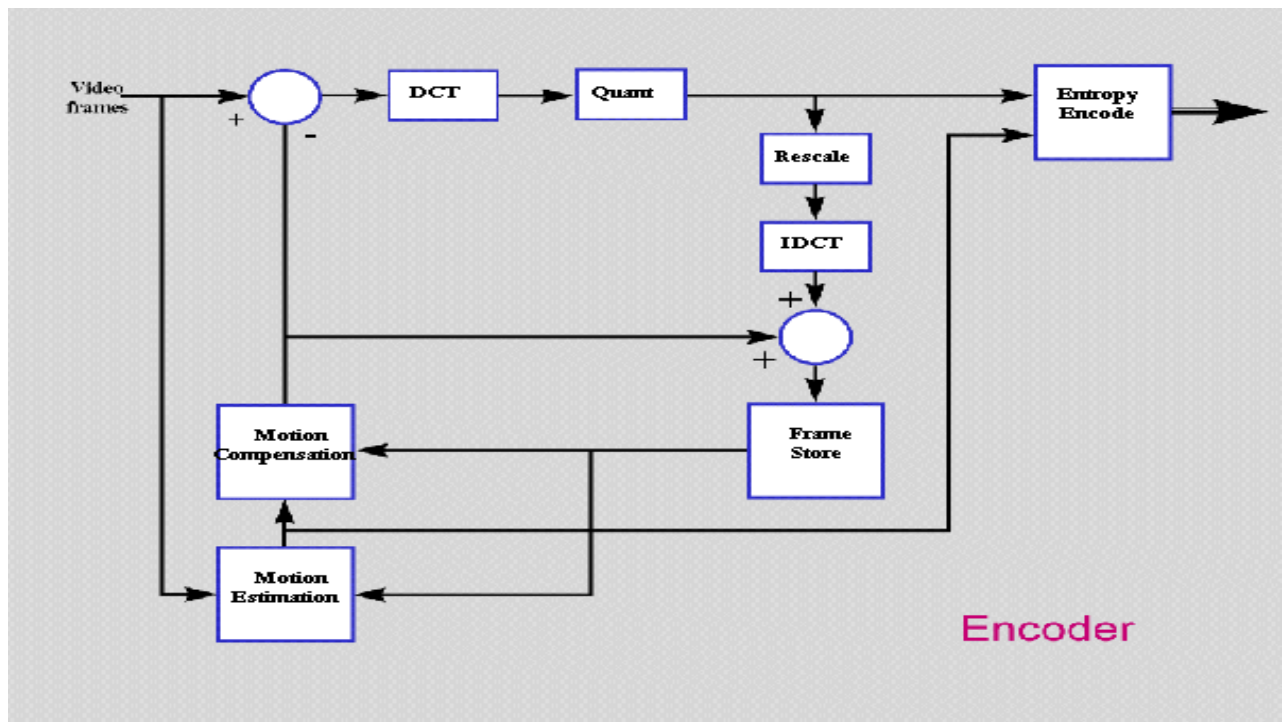 Video
frames
+
-
DCT
Quant
Entropy
Encode
Rescale
IDCT
+
+
Motion
Compensation
Frame
Store
Motion
Estimation
Encoder